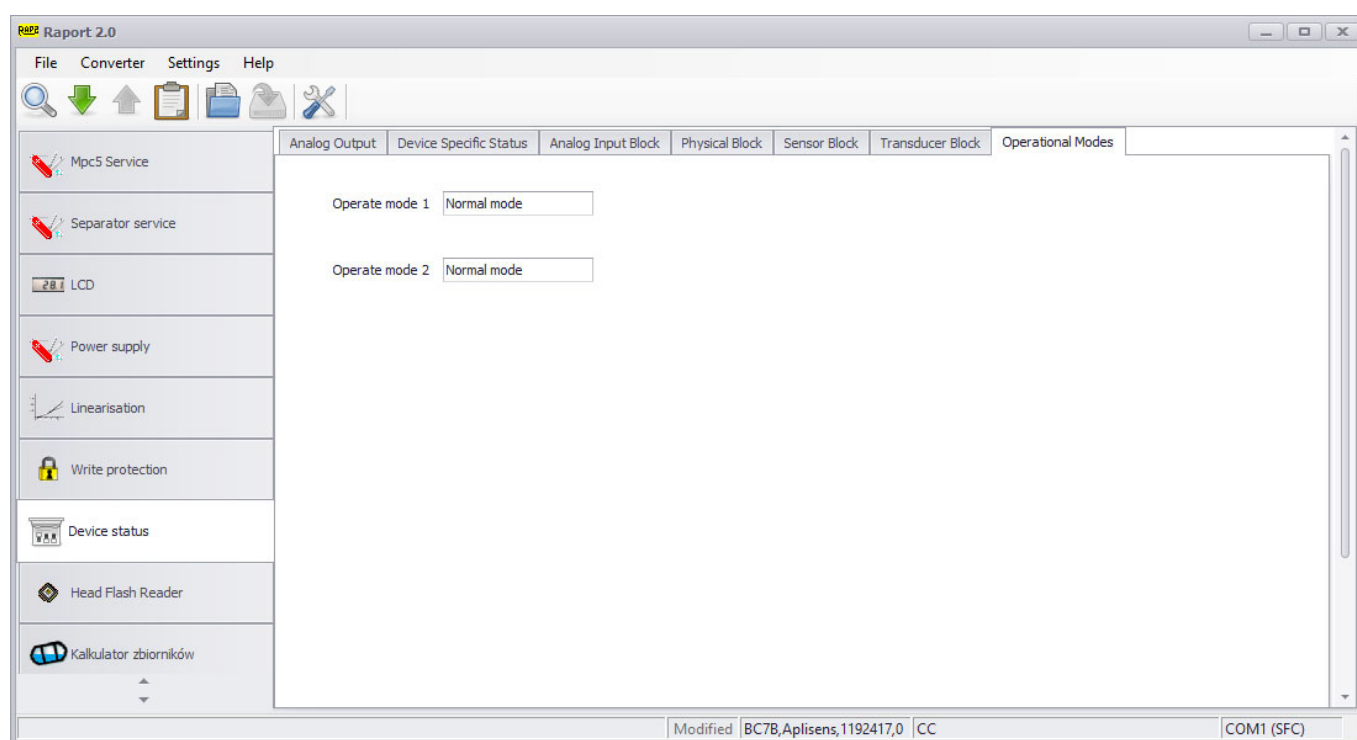 RAP2 Raport 2.0
File Converter Settings Help
Analog Output Device Specific Status Analog Input Block Physical Block Sensor Block Transducer Block Operational Modes
Mpc5 Service
Separator service
28.1 LCD
Power supply
Linearisation
Write protection
Device status
Head Flash Reader
Kalkulator zbiorników
Operate mode 1 Normal mode
Operate mode 2 Normal mode
Modified BC7B,Aplisens,1192417,0 CC COM1 (SFC)